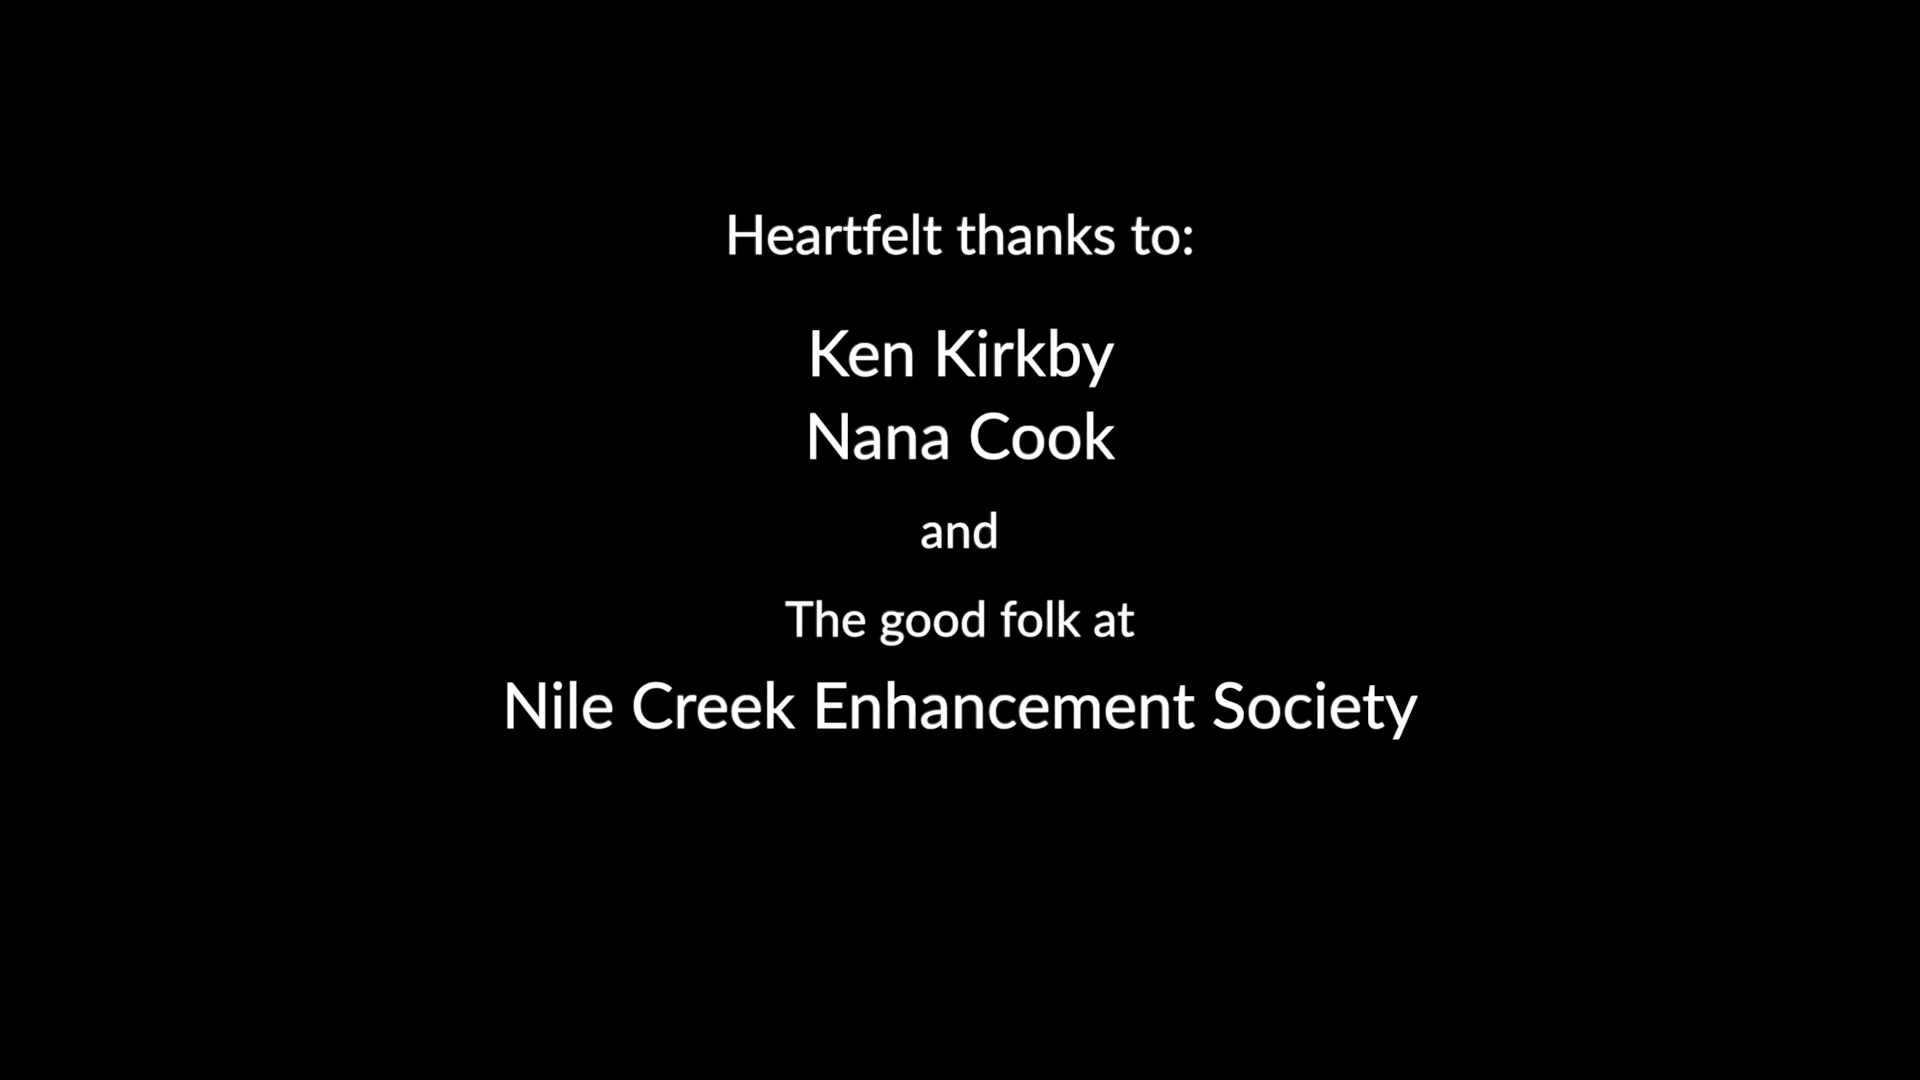 Heartfelt thanks to:
Ken Kirkby
Nana Cook
and
The good folk at
Nile Creek Enhancement Society